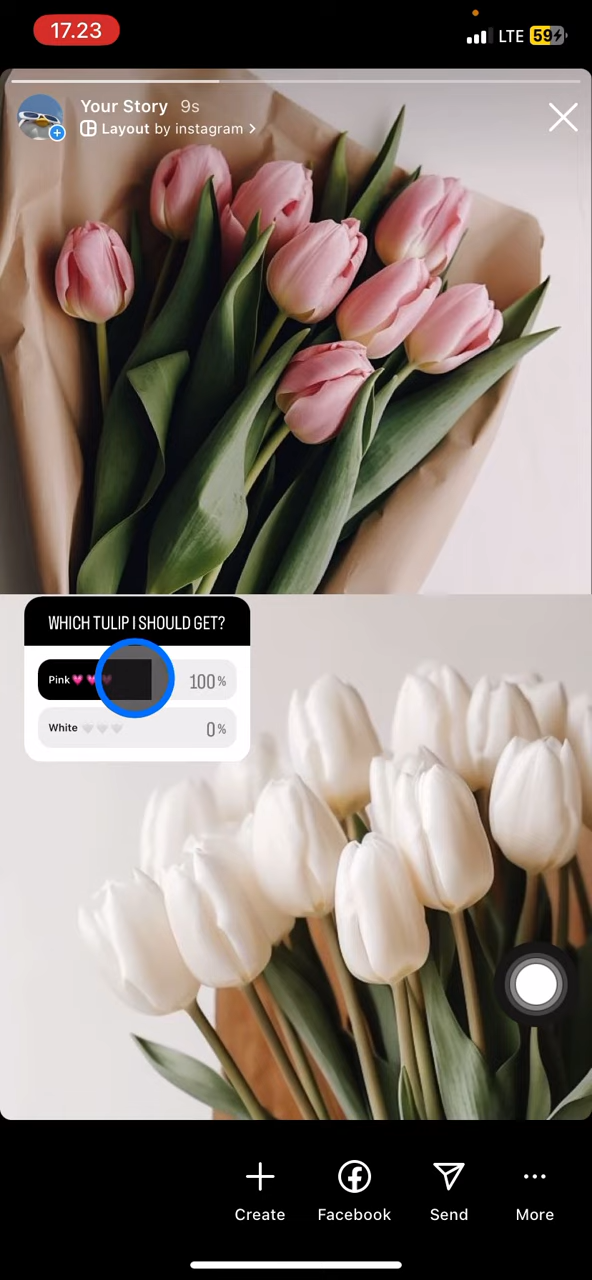 17.23
LTE 59
Your Story 9s
Layout by instagram
WHICH TULIP I SHOULD GET?
Pink💗💗💗 100%
White🤍🤍🤍 0%
Create Facebook Send More